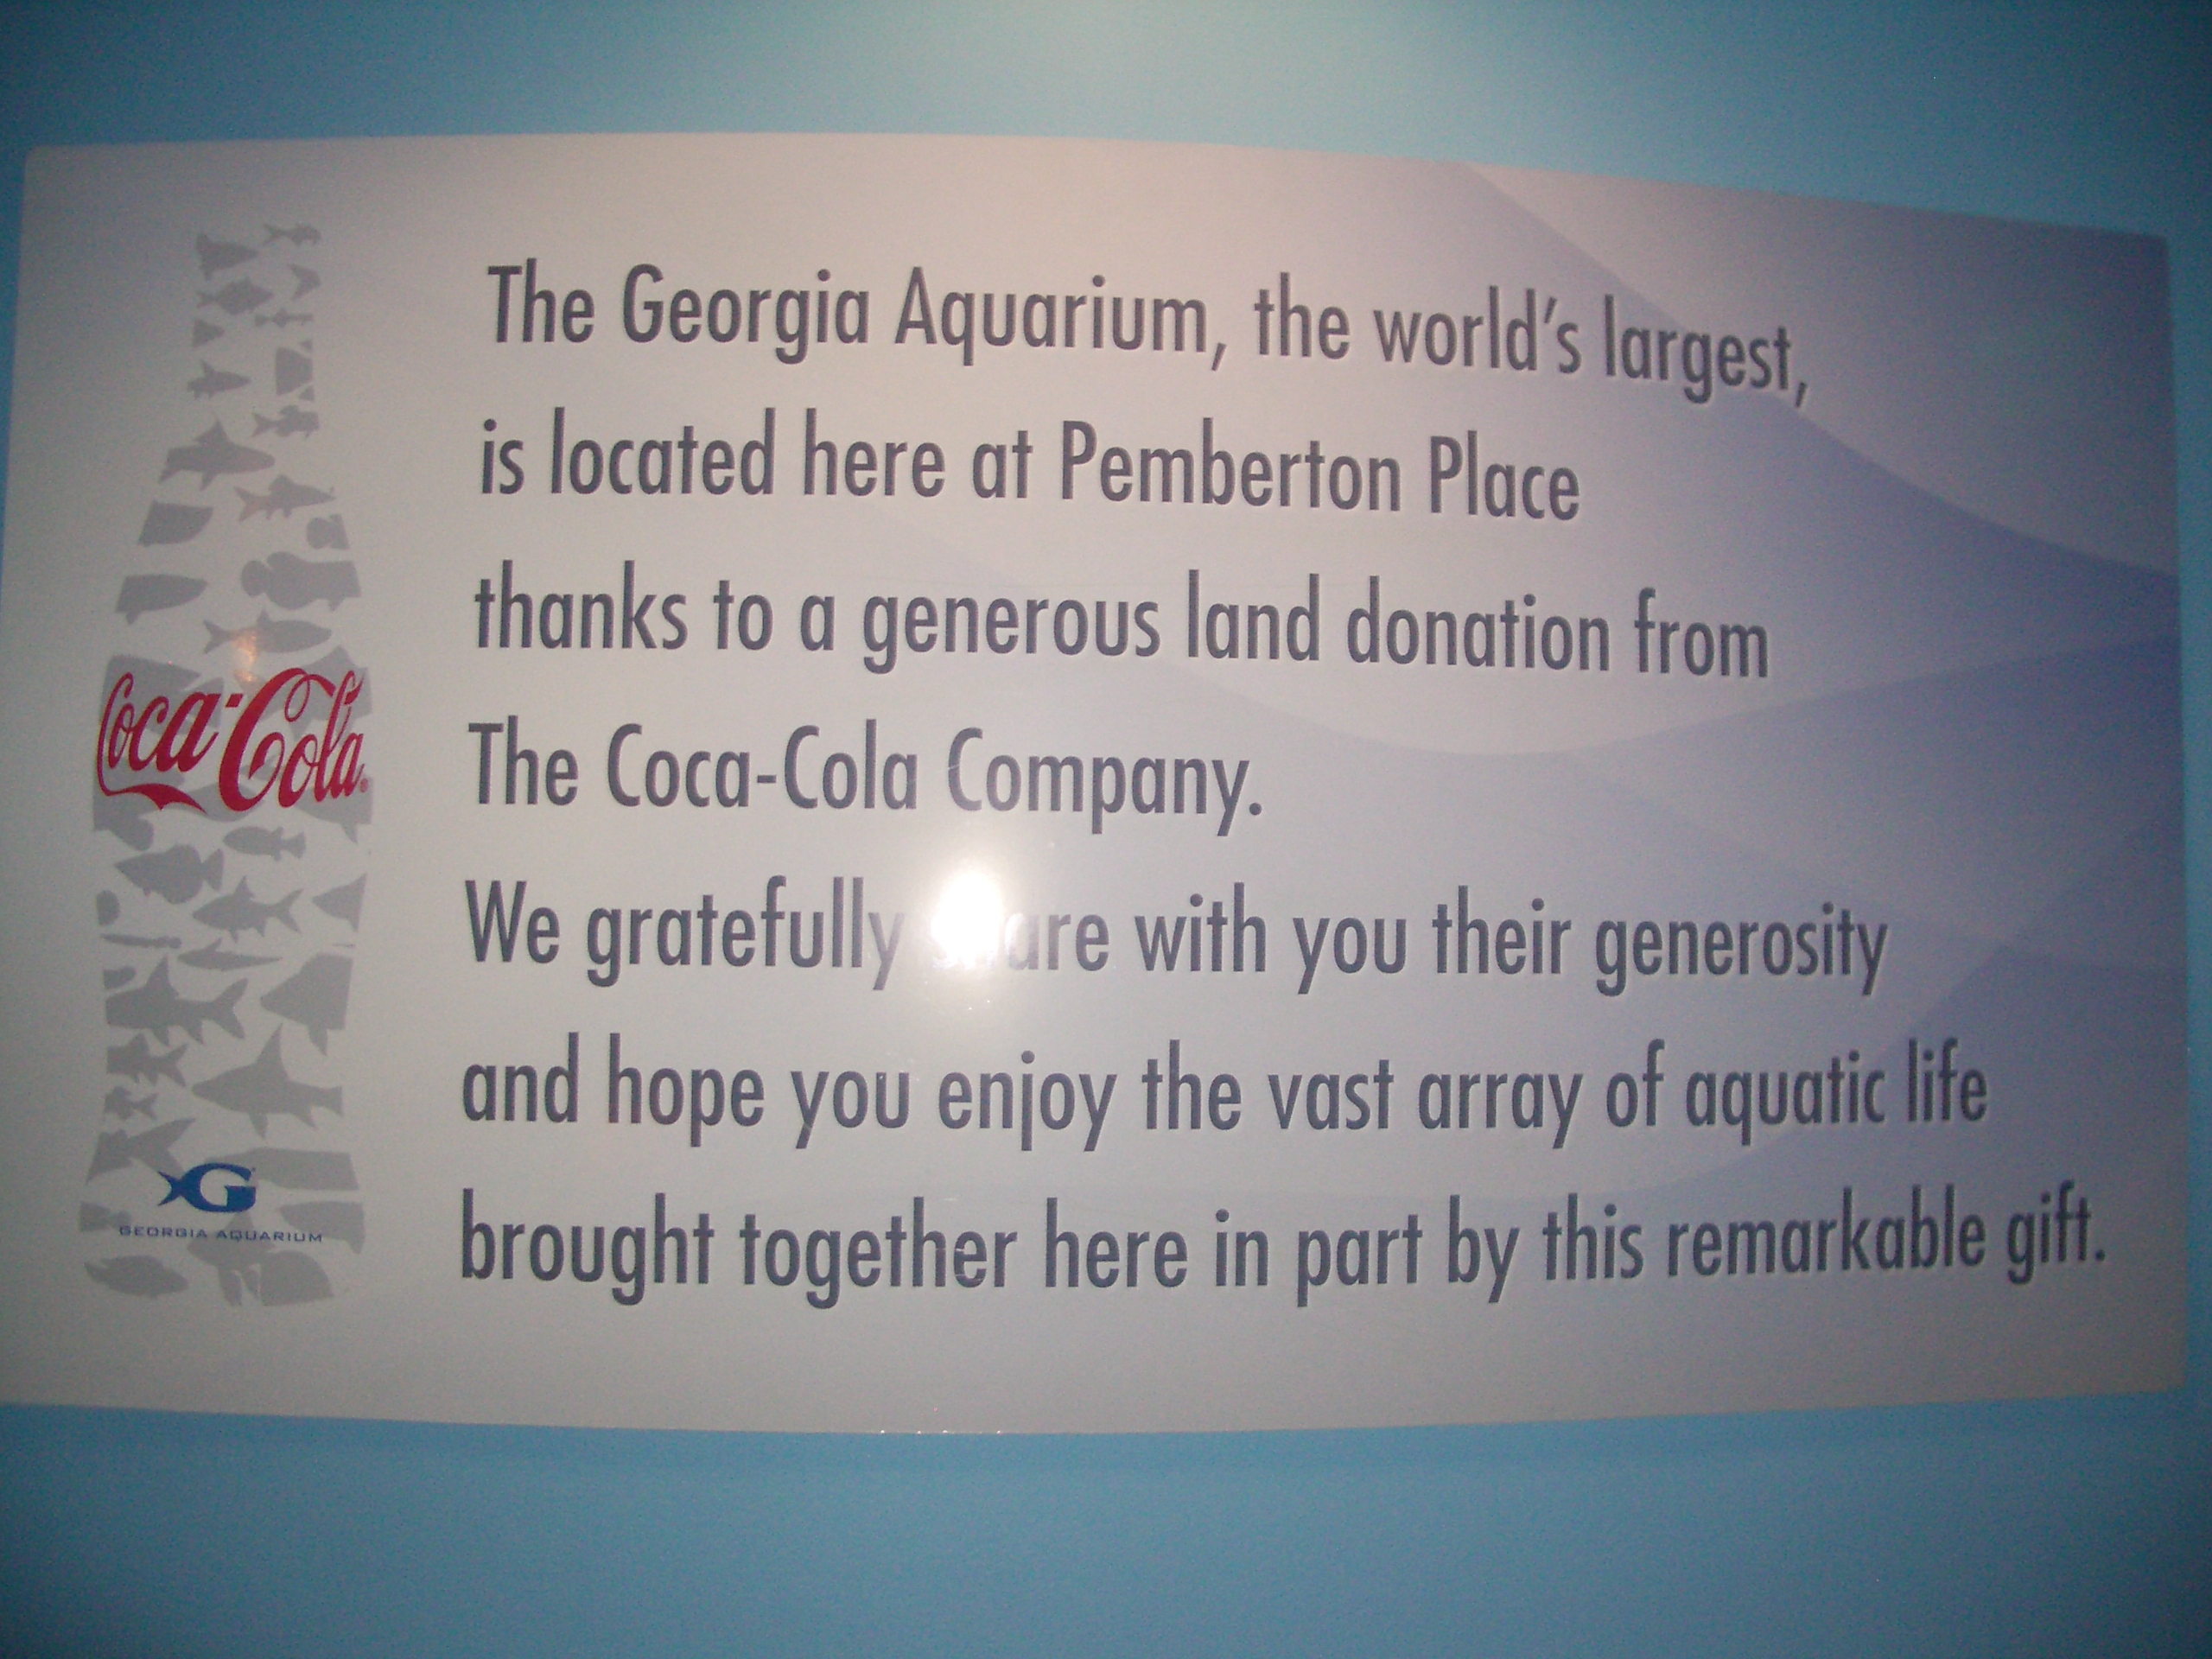 The Georgia Aquarium, the world's largest,
is located here at Pemberton Place
thanks to a generous land donation from
The Coca-Cola Company.
We gratefully share with you their generosity
and hope you enjoy the vast array of aquatic life
brought together here in part by this remarkable gift.
Coca-Cola®
G
GEORGIA AQUARIUM